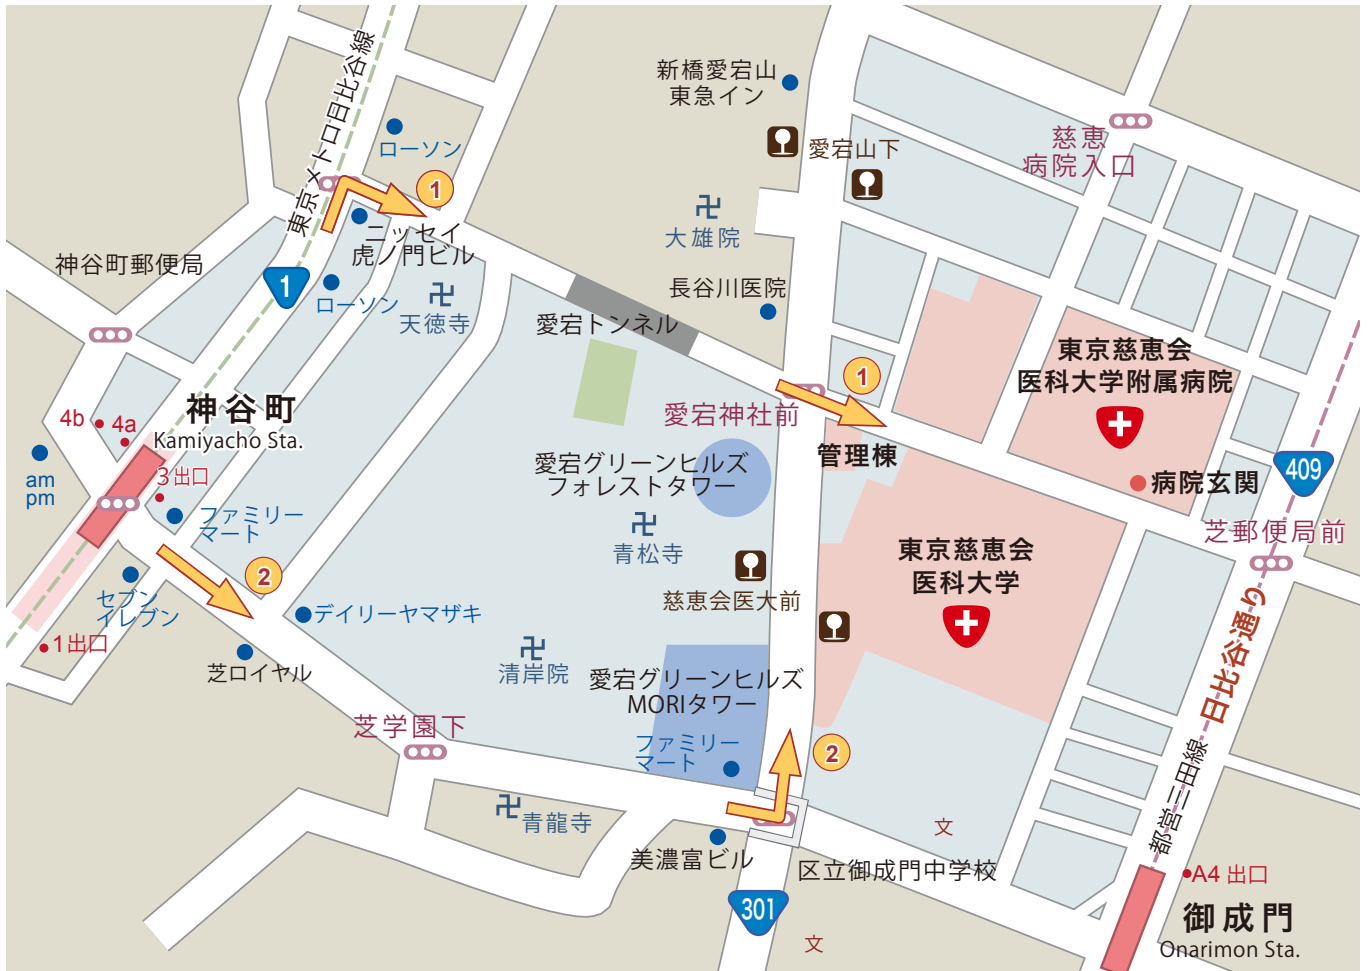 東京メトロ日比谷線
新橋愛宕山
東急イン
慈恵
病院入口
愛宕山下
ローソン
1
ニッセイ
虎ノ門ビル
大雄院
神谷町郵便局
1
ローソン
天徳寺
長谷川医院
愛宕トンネル
東京慈恵会
医科大学附属病院
1
愛宕神社前
管理棟
神谷町
Kamiyacho Sta.
4b
4a
am
pm
3出口
ファミリー
マート
愛宕グリーンヒルズ
フォレストタワー
病院玄関
409
芝郵便局前
青松寺
東京慈恵会
医科大学
2
セブン
イレブン
デイリーヤマザキ
慈恵会医大前
1出口
芝ロイヤル
清岸院
愛宕グリーンヒルズ
MORIタワー
日比谷通り
芝学園下
ファミリー
マート
2
都営三田線
青龍寺
文
美濃富ビル
区立御成門中学校
A4 出口
301
御成門
Onarimon Sta.
文